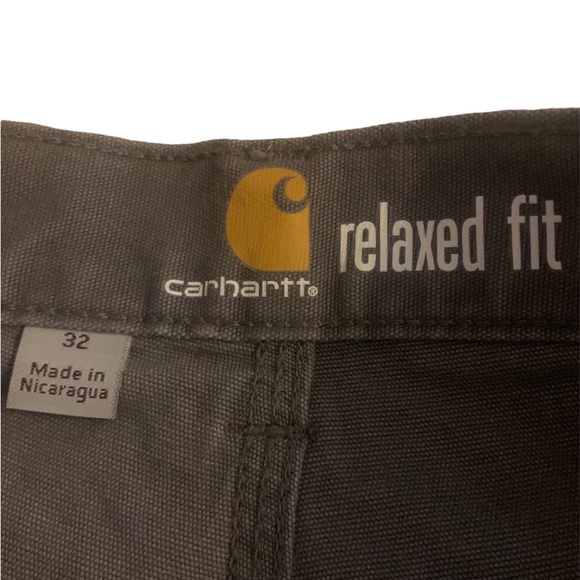 carhartt®
relaxed fit
32
Made in
Nicaragua